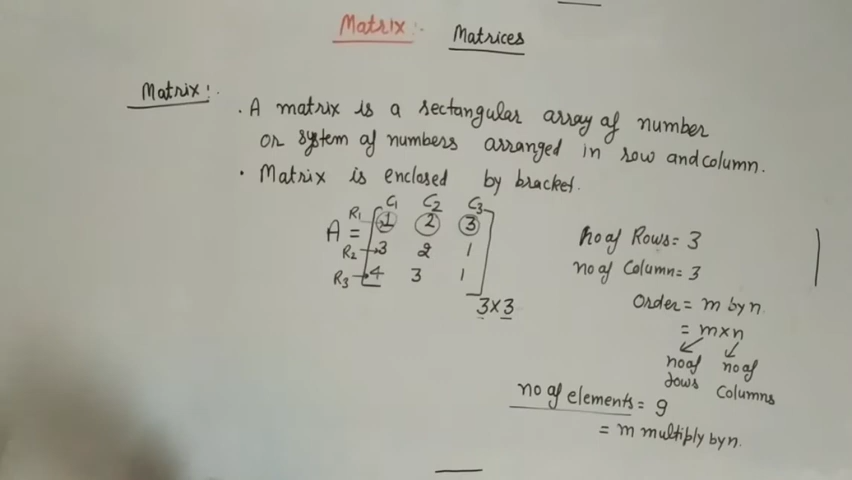 Matrix:- Matrices
Matrix:-
• A matrix is a rectangular array of number
or system of numbers arranged in row and column.
• Matrix is enclosed by bracket.
C1 C2 C3
R1 → 1 2 3
A =
R2 → 3 2 1
R3 → 4 3 1
3×3
no of Rows = 3
no of Column = 3
Order = m by n
= m×n
no of rows no of Columns
no of elements = 9
= m multiply by n.